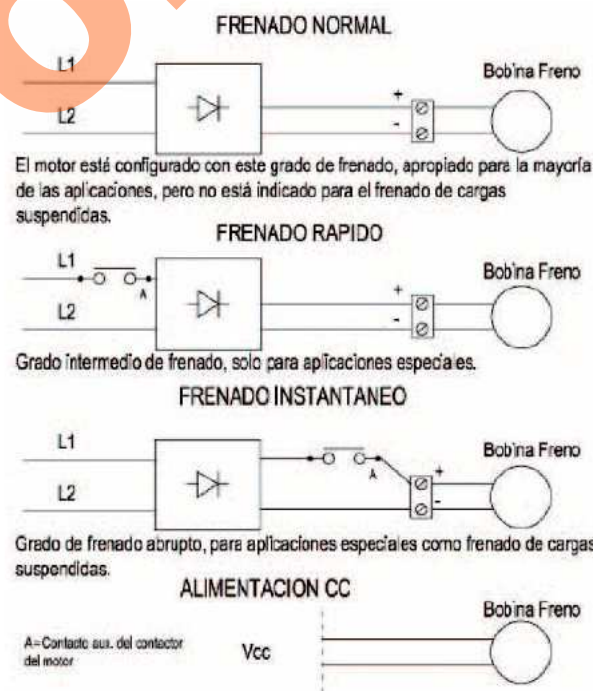 FRENADO NORMAL
L1
Bobina Freno
L2
+
-
El motor está configurado con este grado de frenado, apropiado para la mayoría
de las aplicaciones, pero no está indicado para el frenado de cargas
suspendidas.
FRENADO RAPIDO
L1
Bobina Freno
A
L2
+
-
Grado intermedio de frenado, solo para aplicaciones especiales.
FRENADO INSTANTANEO
L1
Bobina Freno
A
L2
+
-
Grado de frenado abrupto, para aplicaciones especiales como frenado de cargas
suspendidas.
ALIMENTACION CC
Bobina Freno
A=Contacto aux. del contactor
del motor
Vcc